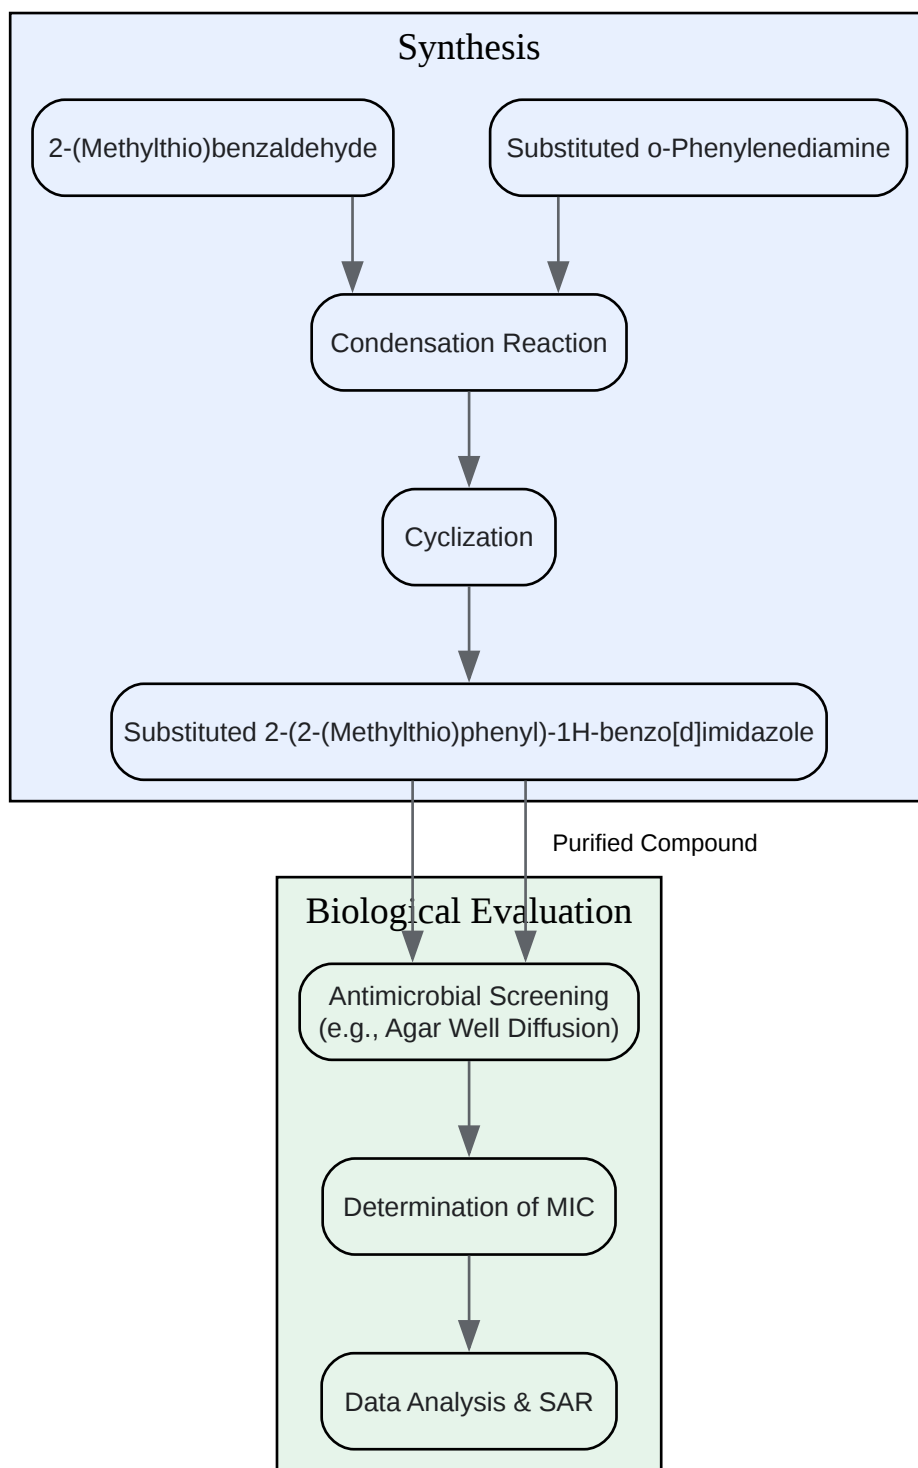 Synthesis
2-(Methylthio)benzaldehyde
Substituted o-Phenylenediamine
Condensation Reaction
Cyclization
Substituted 2-(2-(Methylthio)phenyl)-1H-benzo[d]imidazole
Purified Compound
Biological Evaluation
Antimicrobial Screening
(e.g., Agar Well Diffusion)
Determination of MIC
Data Analysis & SAR